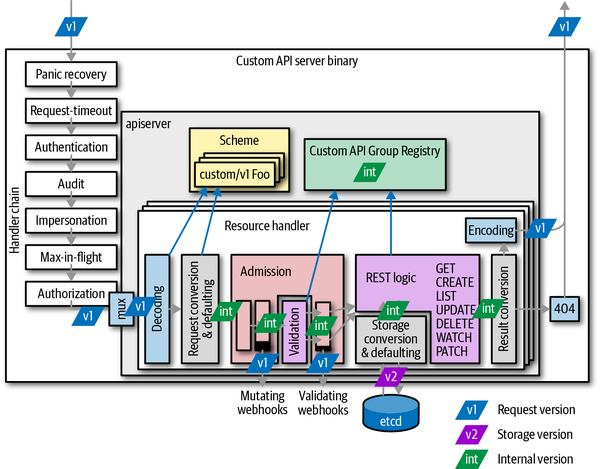 v1
v1
Custom API server binary
Handler chain
Panic recovery
Request-timeout
Authentication
Audit
Impersonation
Max-in-flight
Authorization
v1
mux
v1
apiserver
Scheme
custom/v1 Foo
Custom API Group Registry
int
Resource handler
Encoding
v1
Decoding
Request conversion
& defaulting
int
Admission
int
Validation
int
v1
v1
REST logic
GET
CREATE
LIST
UPDATE
DELETE
WATCH
PATCH
int
Storage
conversion
& defaulting
int
Result conversion
404
Mutating
webhooks
Validating
webhooks
v2
etcd
v1 Request version
v2 Storage version
int Internal version